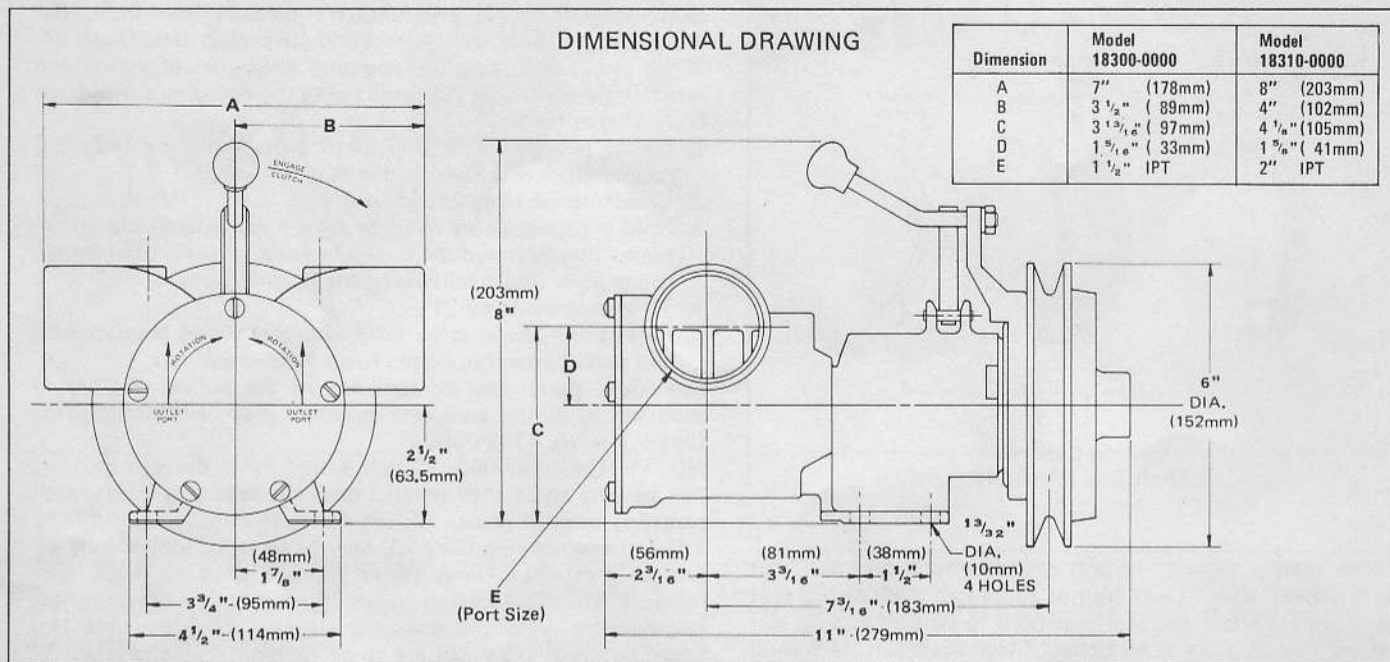 DIMENSIONAL DRAWING
Dimension Model 18300-0000 Model 18310-0000
A 7" (178mm) 8" (203mm)
B 3 1/2" ( 89mm) 4" (102mm)
C 3 13/16" ( 97mm) 4 1/8" (105mm)
D 1 5/16" ( 33mm) 1 5/8" ( 41mm)
E 1 1/2" IPT 2" IPT
A
B
ENGAGE
CLUTCH
ROTATION
ROTATION
OUTLET
PORT
OUTLET
PORT
2 1/2"
(63.5mm)
(48mm)
1 7/8"
3 3/4" (95mm)
4 1/2" (114mm)
(203mm)
8"
D
C
6"
DIA.
(152mm)
13/32"
DIA.
(10mm)
4 HOLES
(56mm)
2 3/16"
(81mm)
3 3/16"
(38mm)
1 1/2"
E
(Port Size)
7 3/16" (183mm)
11" (279mm)